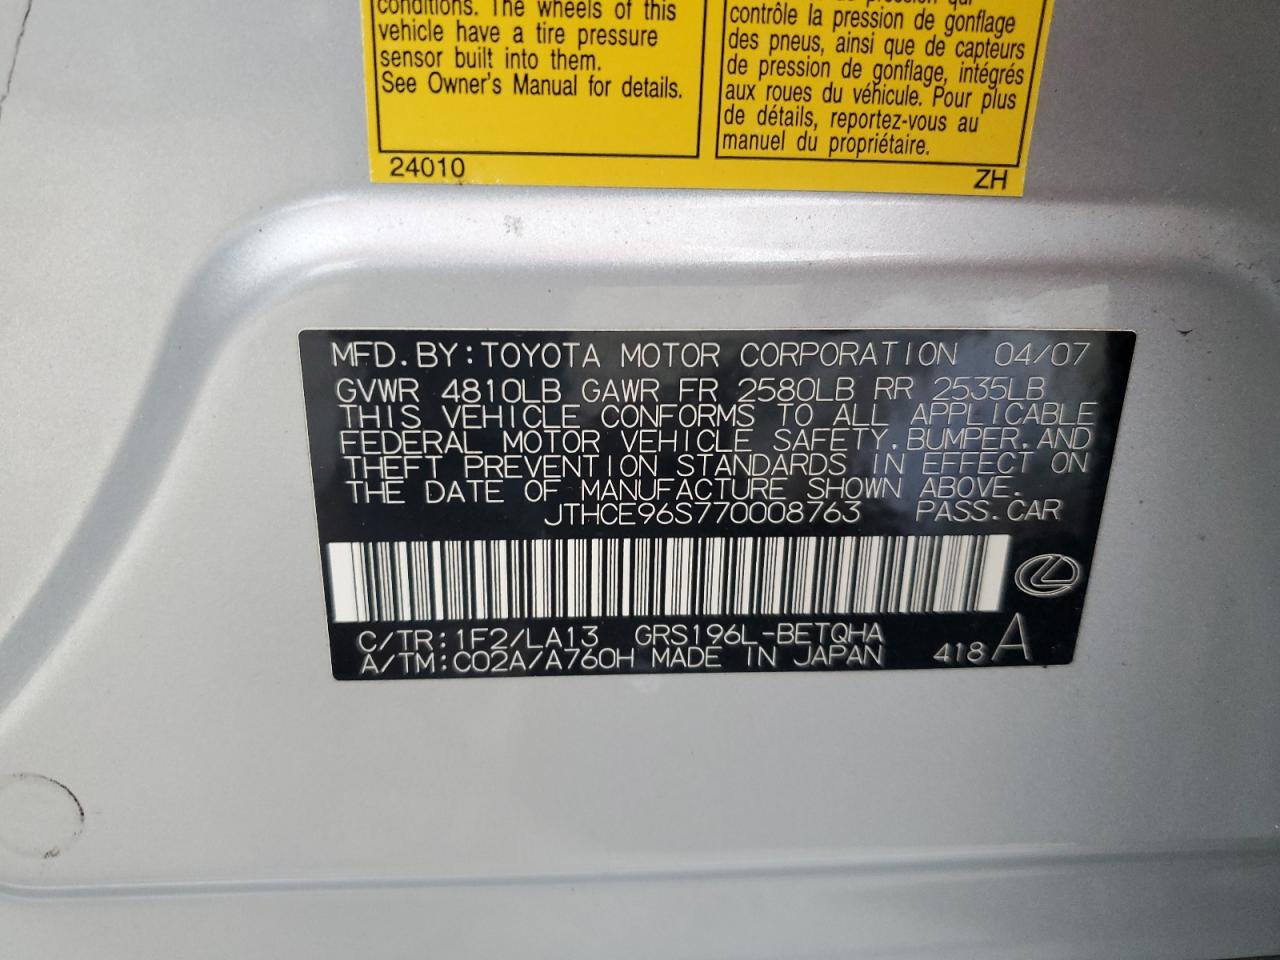 conditions. The wheels of this
vehicle have a tire pressure
sensor built into them.
See Owner's Manual for details.
pression qui
contrôle la pression de gonflage
des pneus, ainsi que de capteurs
de pression de gonflage, intégrés
aux roues du véhicule. Pour plus
de détails, reportez-vous au
manuel du propriétaire.
24010
ZH
MFD.BY:TOYOTA MOTOR CORPORATION 04/07
GVWR 4810LB GAWR FR 2580LB RR 2535LB
THIS VEHICLE CONFORMS TO ALL APPLICABLE
FEDERAL MOTOR VEHICLE SAFETY,BUMPER,AND
THEFT PREVENTION STANDARDS IN EFFECT ON
THE DATE OF MANUFACTURE SHOWN ABOVE.
JTHCE96S770008763 PASS.CAR
C/TR:1F2/LA13 GRS196L-BETQHA
A/TM:C02A/A760H MADE IN JAPAN 418 A